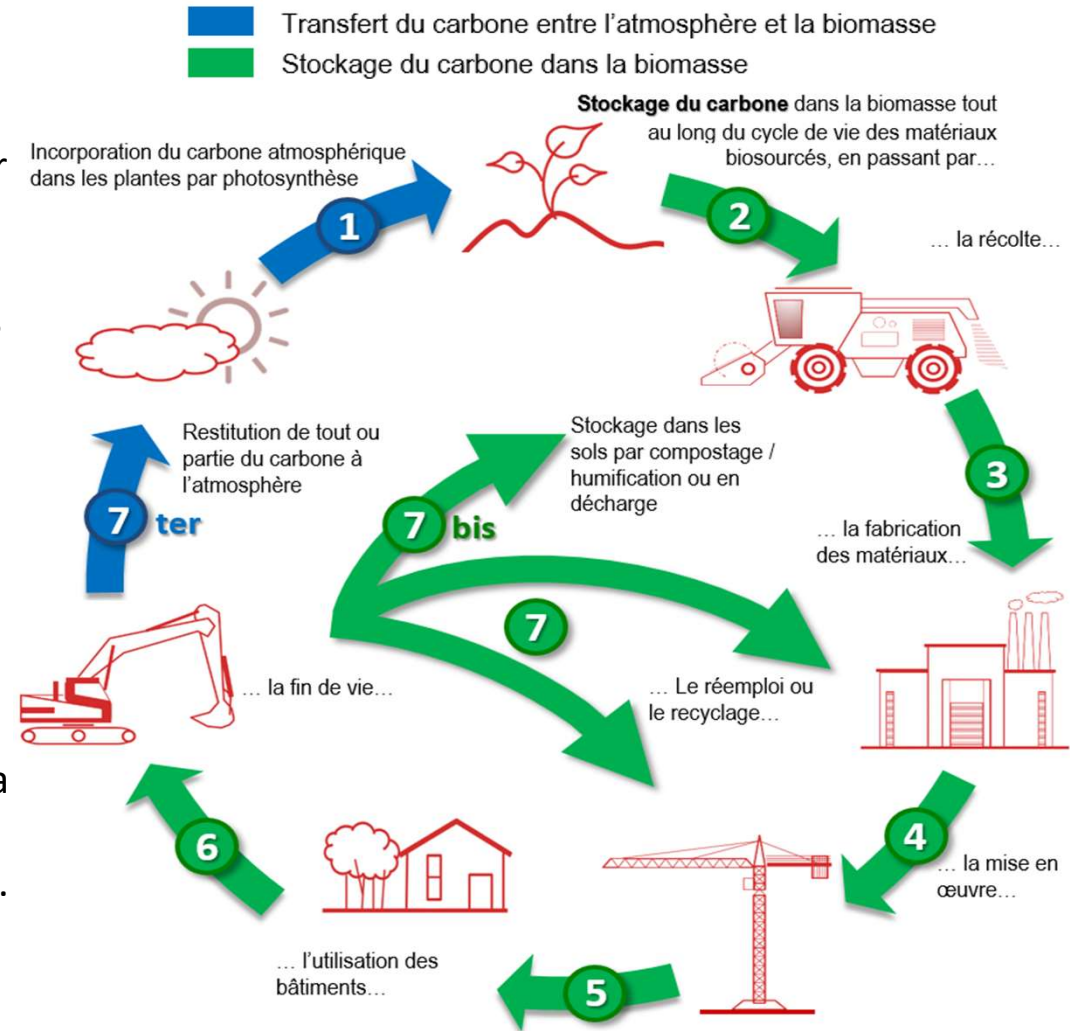 Transfert du carbone entre l’atmosphère et la biomasse
Stockage du carbone dans la biomasse
Stockage du carbone dans la biomasse tout
au long du cycle de vie des matériaux
biosourcés, en passant par…
Incorporation du carbone atmosphérique
dans les plantes par photosynthèse
1
2
… la récolte…
3
… la fabrication
des matériaux…
4
… la mise en
œuvre…
5
… l’utilisation des
bâtiments…
6
… la fin de vie…
7
… Le réemploi ou
le recyclage…
7 bis
Stockage dans les
sols par compostage /
humification ou en
décharge
7 ter
Restitution de tout ou
partie du carbone à
l’atmosphère